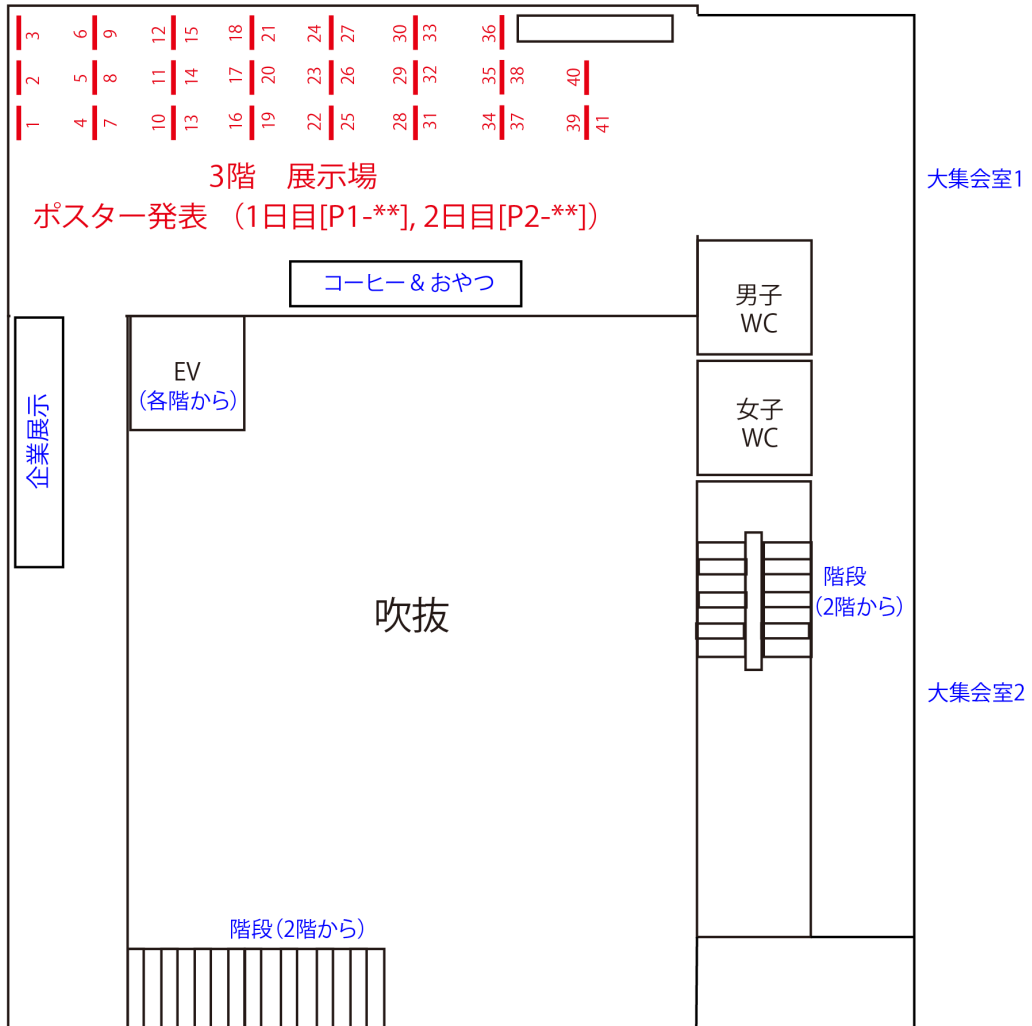 3 6 9 12 15 18 21 24 27 30 33 36
2 5 8 11 14 17 20 23 26 29 32 35 38 40
1 4 7 10 13 16 19 22 25 28 31 34 37 39 41
3階 展示場
ポスター発表 （1日目[P1-**], 2日目[P2-**]）
大集会室1
コーヒー & おやつ
男子
WC
EV
（各階から）
女子
WC
企業展示
階段
（2階から）
吹抜
大集会室2
階段（2階から）